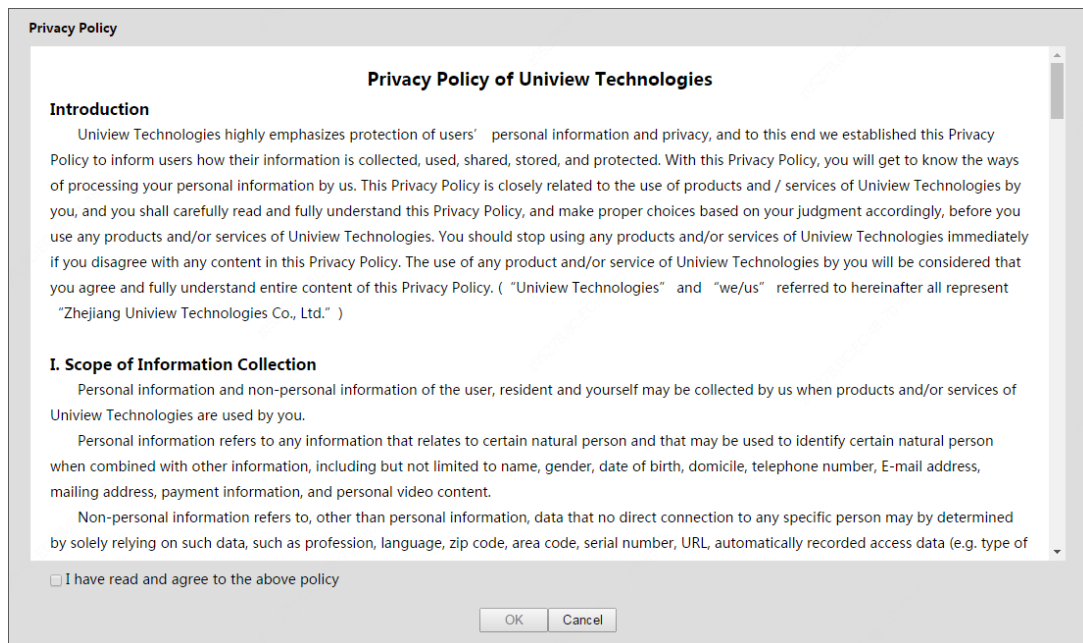 Privacy Policy
Privacy Policy of Uniview Technologies
Introduction
Uniview Technologies highly emphasizes protection of users’ personal information and privacy, and to this end we established this Privacy
Policy to inform users how their information is collected, used, shared, stored, and protected. With this Privacy Policy, you will get to know the ways
of processing your personal information by us. This Privacy Policy is closely related to the use of products and / services of Uniview Technologies by
you, and you shall carefully read and fully understand this Privacy Policy, and make proper choices based on your judgment accordingly, before you
use any products and/or services of Uniview Technologies. You should stop using any products and/or services of Uniview Technologies immediately
if you disagree with any content in this Privacy Policy. The use of any product and/or service of Uniview Technologies by you will be considered that
you agree and fully understand entire content of this Privacy Policy. ( “Uniview Technologies” and “we/us” referred to hereinafter all represent
“Zhejiang Uniview Technologies Co., Ltd.” )
I. Scope of Information Collection
Personal information and non-personal information of the user, resident and yourself may be collected by us when products and/or services of
Uniview Technologies are used by you.
Personal information refers to any information that relates to certain natural person and that may be used to identify certain natural person
when combined with other information, including but not limited to name, gender, date of birth, domicile, telephone number, E-mail address,
mailing address, payment information, and personal video content.
Non-personal information refers to, other than personal information, data that no direct connection to any specific person may by determined
by solely relying on such data, such as profession, language, zip code, area code, serial number, URL, automatically recorded access data (e.g. type of
I have read and agree to the above policy
OK Cancel